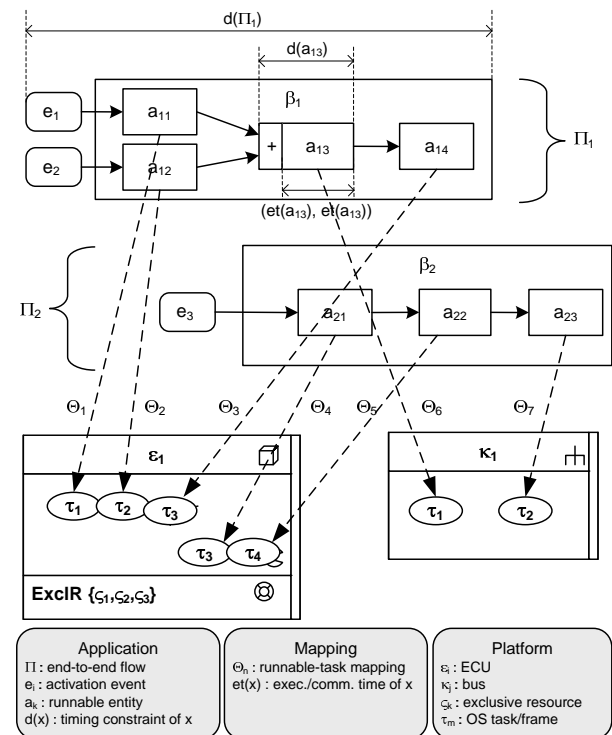 d(Π1)
d(a13)
β1
e1
a11
+
a13
a14
Π1
e2
a12
(et(a13), et(a13))
β2
Π2
e3
a21
a22
a23
Θ1
Θ2
Θ3
Θ4
Θ5
Θ6
Θ7
ε1
κ1
τ1
τ2
τ3
τ1
τ2
τ3
τ4
ExclR {ς1,ς2,ς3}
Application
Π : end-to-end flow
ei : activation event
ak : runnable entity
d(x) : timing constraint of x
Mapping
Θn : runnable-task mapping
et(x) : exec./comm. time of x
Platform
εi : ECU
κj : bus
ςk : exclusive resource
τm : OS task/frame